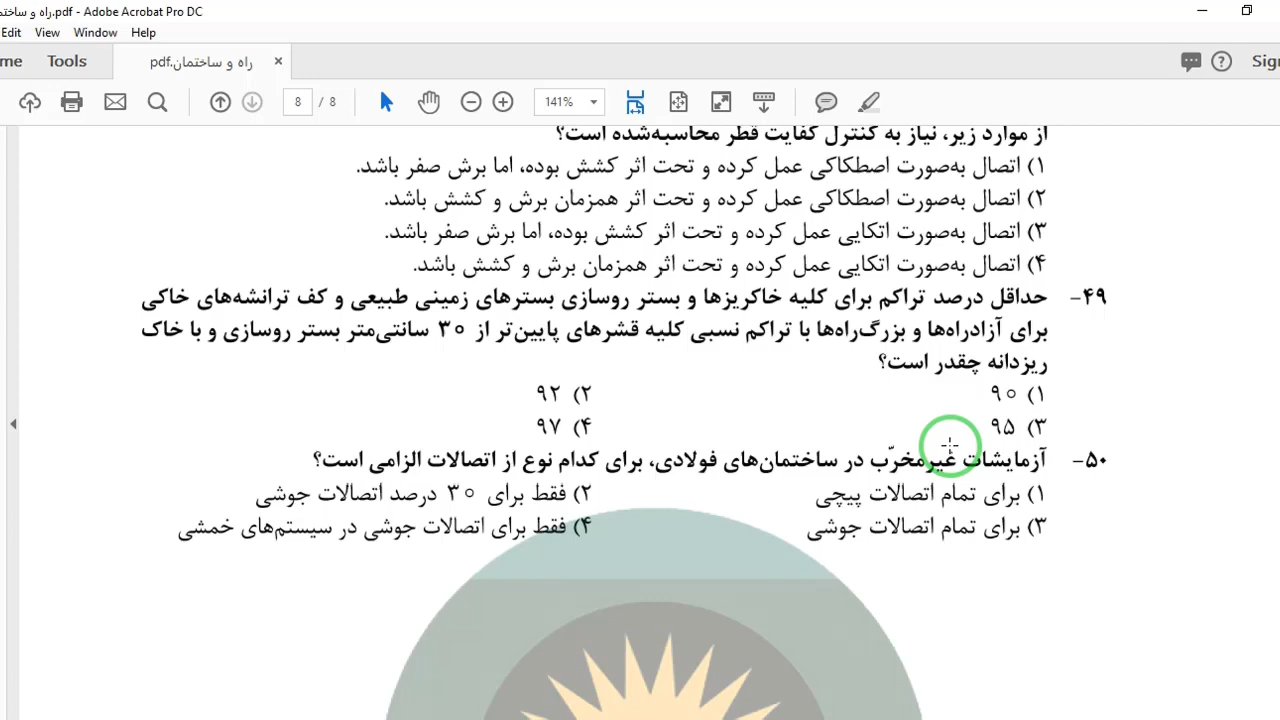 راه و ساختمان.pdf - Adobe Acrobat Pro DC
Edit View Window Help
me Tools راه و ساختمان.pdf × ? Sig
8 / 8 141%
از موارد زیر، نیاز به کنترل کفایت قطر محاسبه‌شده است؟
۱) اتصال به‌صورت اصطکاکی عمل کرده و تحت اثر کشش بوده، اما برش صفر باشد.
۲) اتصال به‌صورت اصطکاکی عمل کرده و تحت اثر همزمان برش و کشش باشد.
۳) اتصال به‌صورت اتکایی عمل کرده و تحت اثر کشش بوده، اما برش صفر باشد.
۴) اتصال به‌صورت اتکایی عمل کرده و تحت اثر همزمان برش و کشش باشد.
۴۹- حداقل درصد تراکم برای کلیه خاکریزها و بستر روسازی بسترهای زمینی طبیعی و کف ترانشه‌های خاکی
برای آزادراه‌ها و بزرگ‌راه‌ها با تراکم نسبی کلیه قشرهای پایین‌تر از ۳۰ سانتی‌متر بستر روسازی و با خاک
ریزدانه چقدر است؟
۱) ۹۰ ۲) ۹۲
۳) ۹۵ ۴) ۹۷
۵۰- آزمایشات غیرمخرّب در ساختمان‌های فولادی، برای کدام نوع از اتصالات الزامی است؟
۱) برای تمام اتصالات پیچی ۲) فقط برای ۳۰ درصد اتصالات جوشی
۳) برای تمام اتصالات جوشی ۴) فقط برای اتصالات جوشی در سیستم‌های خمشی